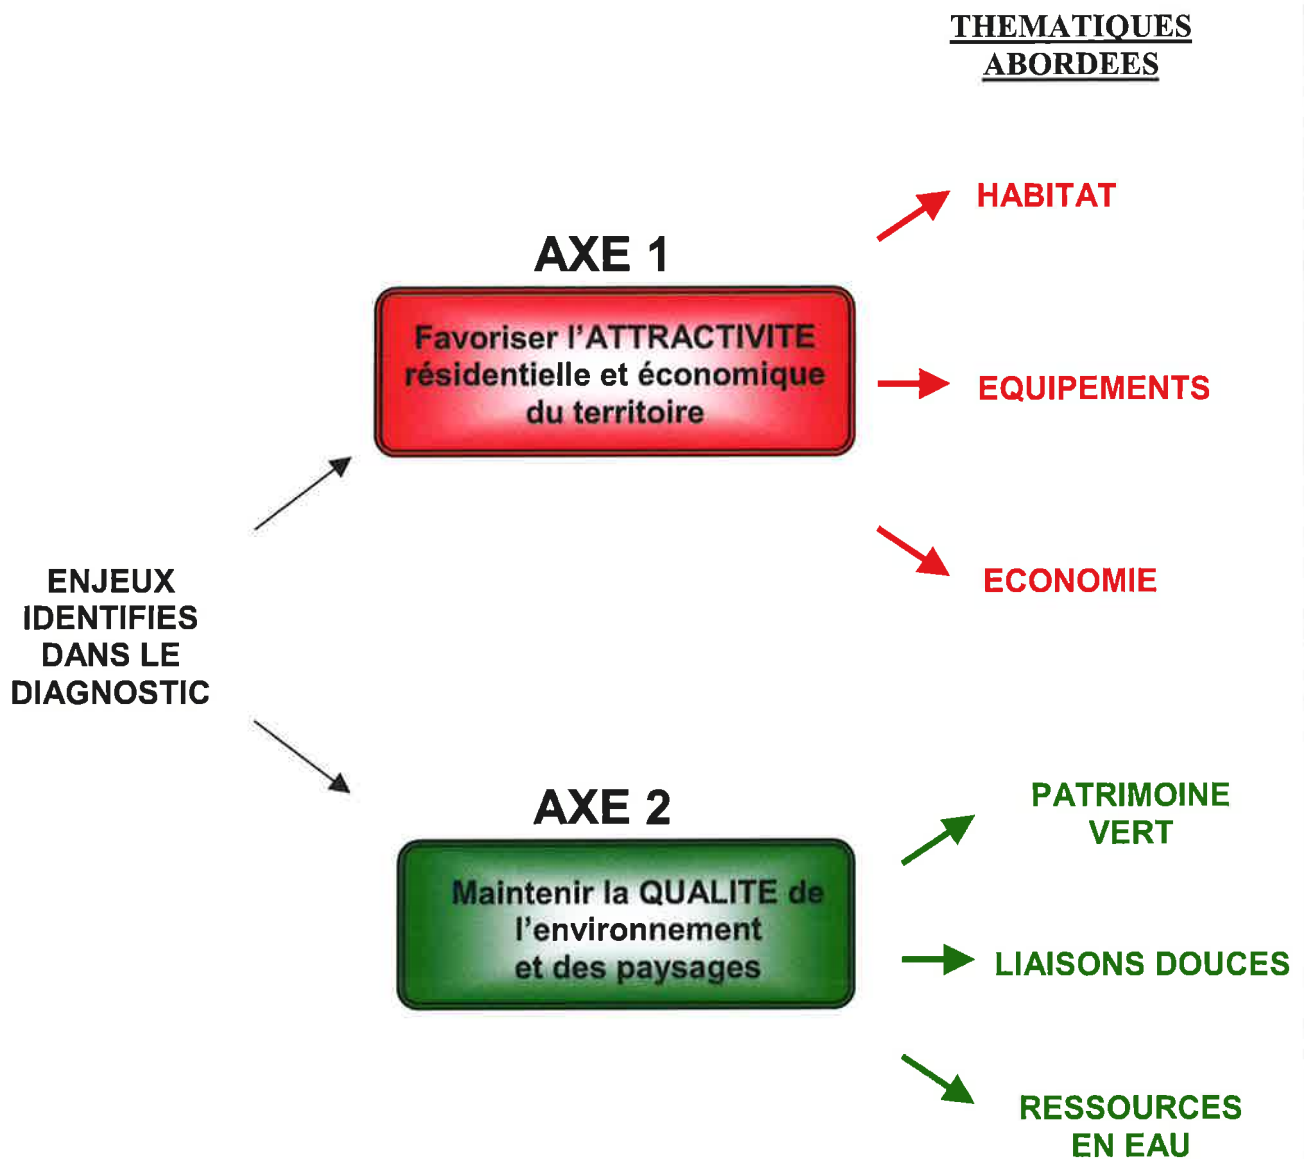 THEMATIQUES
ABORDEES
HABITAT
AXE 1
Favoriser l'ATTRACTIVITE
résidentielle et économique
du territoire
EQUIPEMENTS
ECONOMIE
ENJEUX
IDENTIFIES
DANS LE
DIAGNOSTIC
AXE 2
Maintenir la QUALITE de
l'environnement
et des paysages
PATRIMOINE
VERT
LIAISONS DOUCES
RESSOURCES
EN EAU